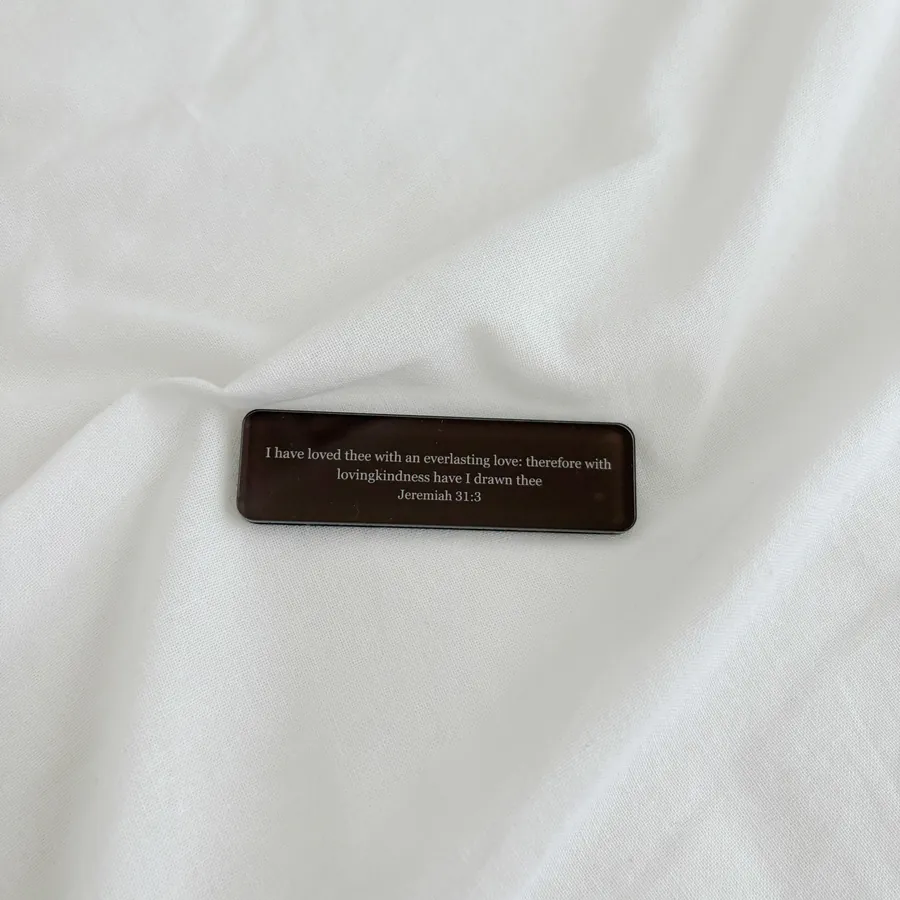 I have loved thee with an everlasting love: therefore with
lovingkindness have I drawn thee
Jeremiah 31:3